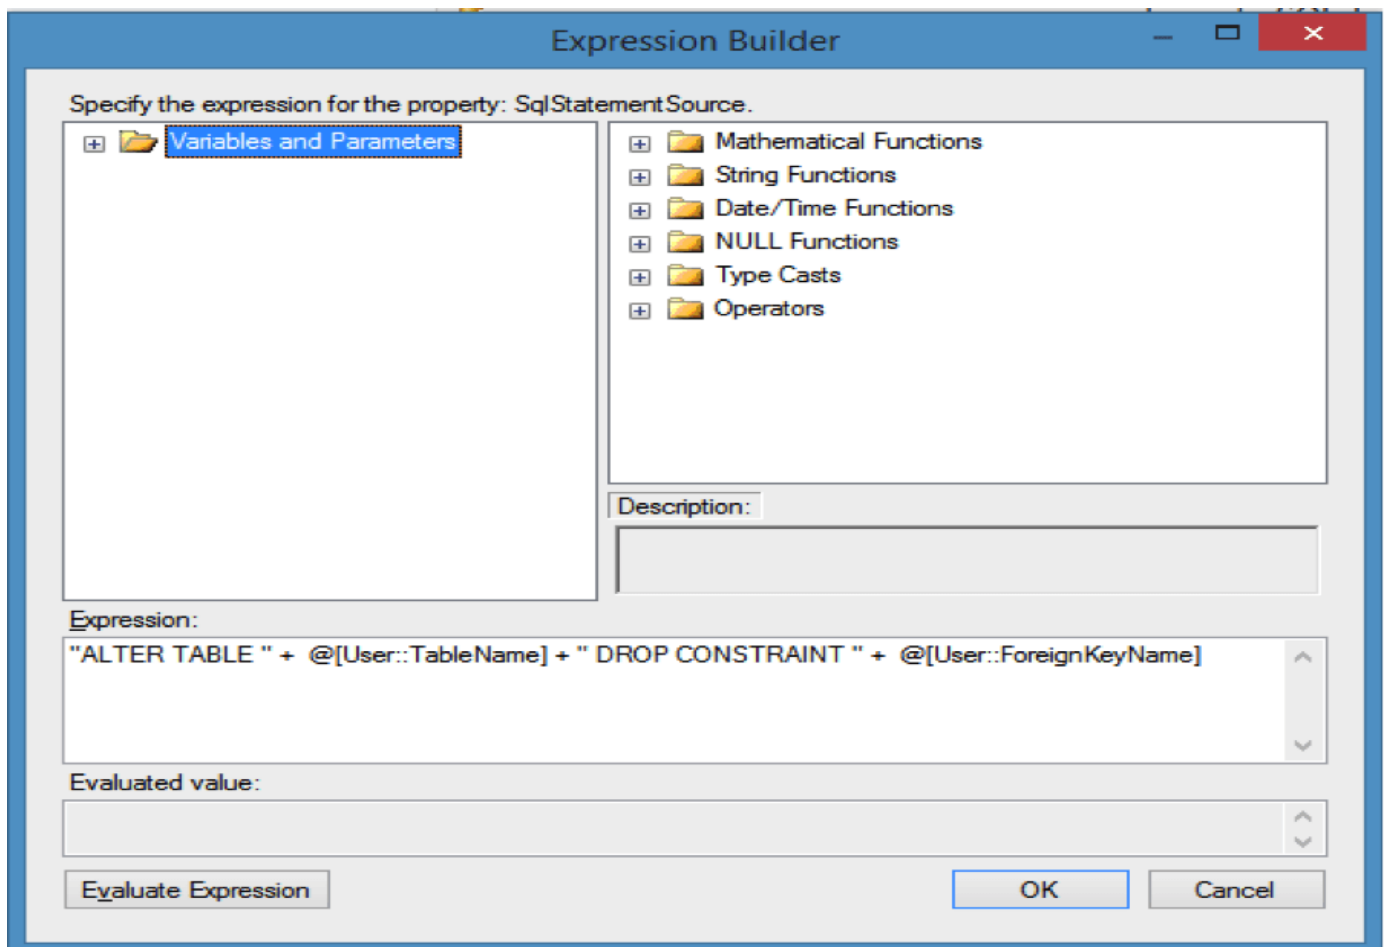 Expression Builder
Specify the expression for the property: SqlStatementSource.
Variables and Parameters
Mathematical Functions
String Functions
Date/Time Functions
NULL Functions
Type Casts
Operators
Description:
Expression:
"ALTER TABLE " +  @[User::TableName] + " DROP CONSTRAINT " +  @[User::ForeignKeyName]
Evaluated value:
Evaluate Expression
OK
Cancel